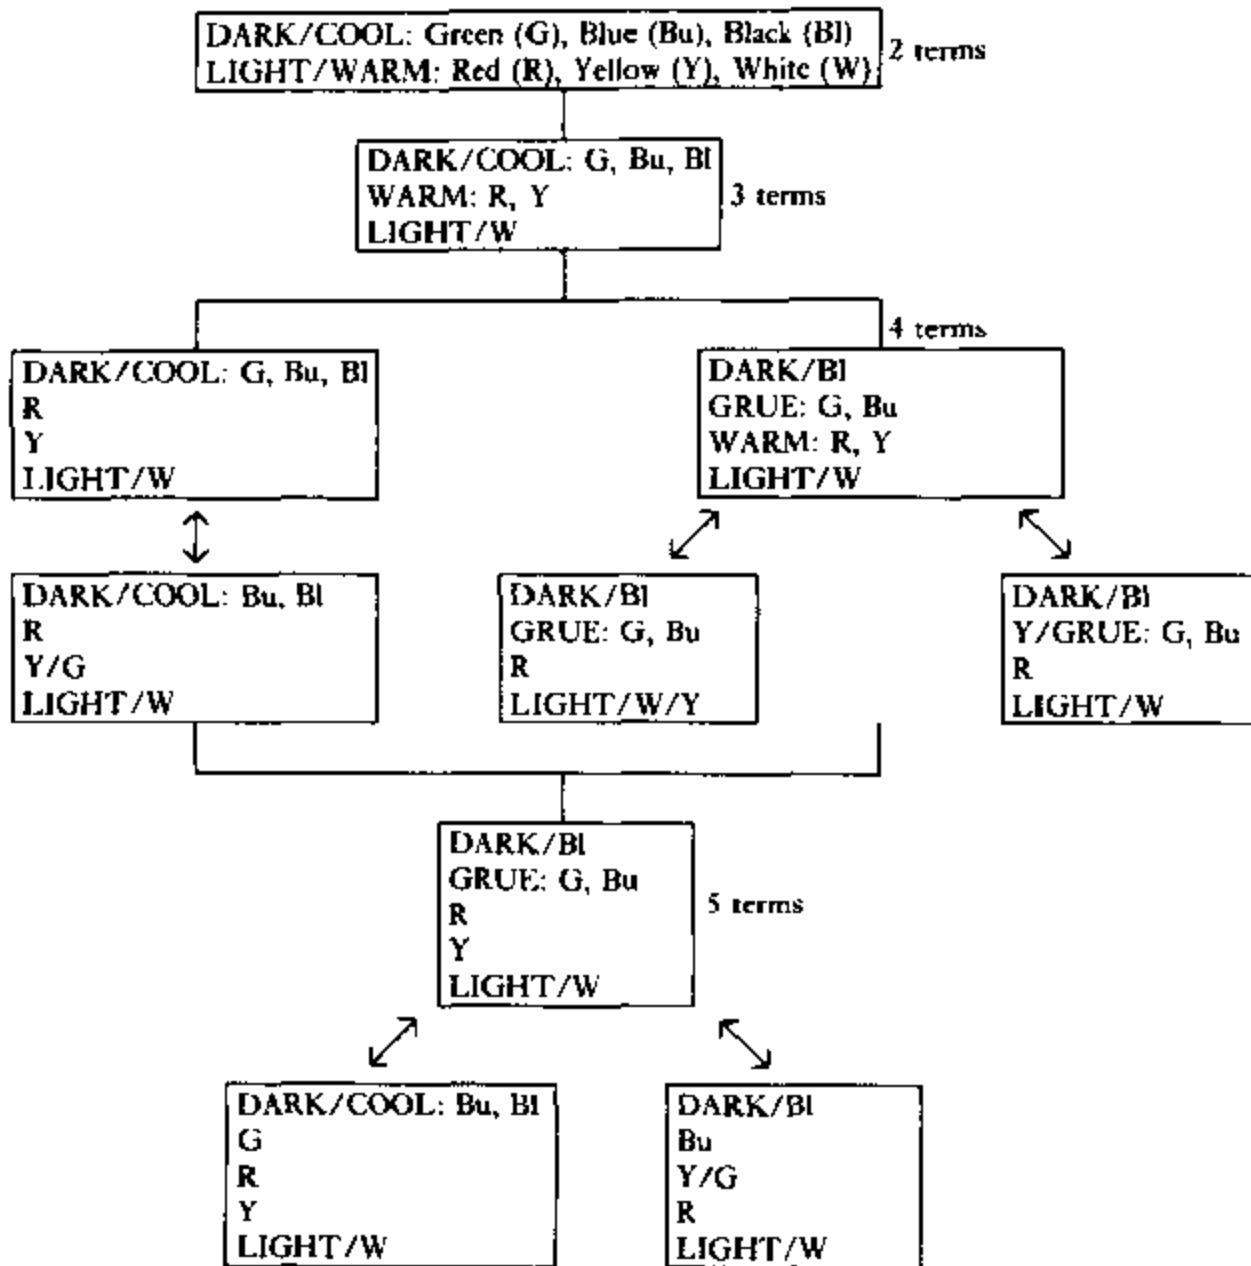 DARK/COOL: Green (G), Blue (Bu), Black (Bl)
LIGHT/WARM: Red (R), Yellow (Y), White (W)
2 terms
DARK/COOL: G, Bu, Bl
WARM: R, Y
LIGHT/W
3 terms
4 terms
DARK/COOL: G, Bu, Bl
R
Y
LIGHT/W
DARK/Bl
GRUE: G, Bu
WARM: R, Y
LIGHT/W
DARK/COOL: Bu, Bl
R
Y/G
LIGHT/W
DARK/Bl
GRUE: G, Bu
R
LIGHT/W/Y
DARK/Bl
Y/GRUE: G, Bu
R
LIGHT/W
DARK/Bl
GRUE: G, Bu
R
Y
LIGHT/W
5 terms
DARK/COOL: Bu, Bl
G
R
Y
LIGHT/W
DARK/Bl
Bu
Y/G
R
LIGHT/W